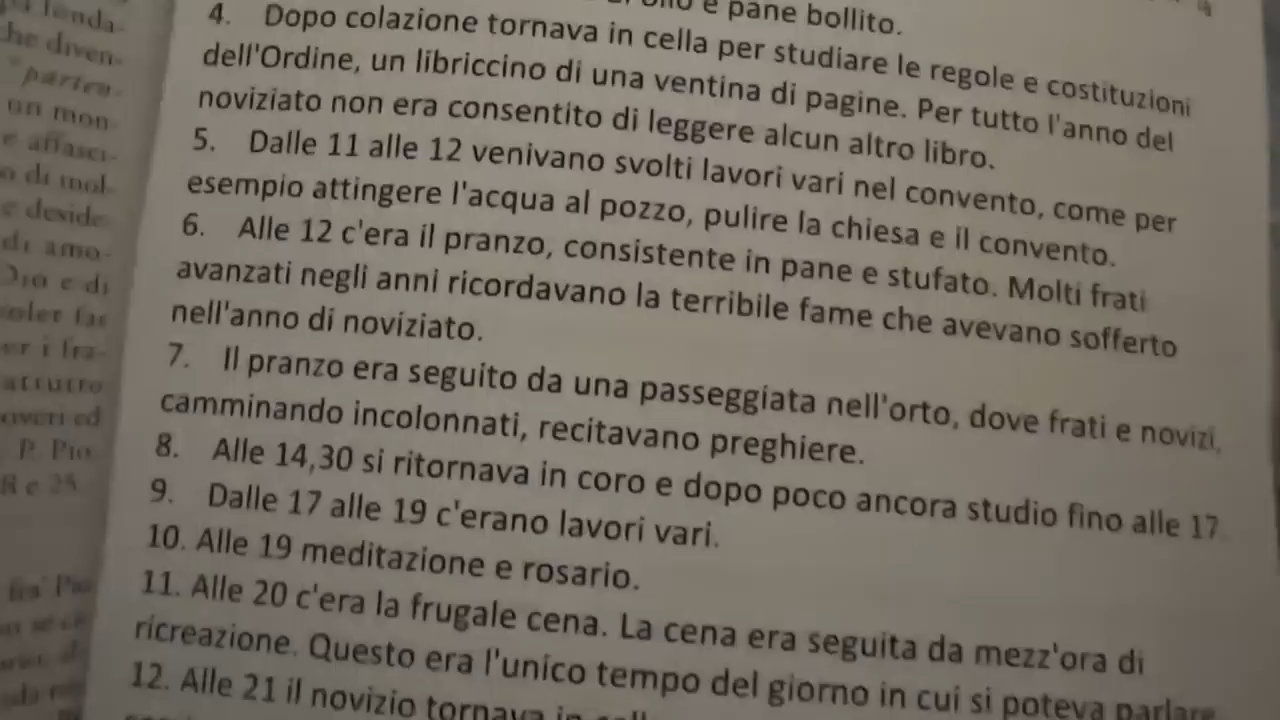 e pane bollito.
4. Dopo colazione tornava in cella per studiare le regole e costituzioni
dell'Ordine, un libriccino di una ventina di pagine. Per tutto l'anno del
noviziato non era consentito di leggere alcun altro libro.
5. Dalle 11 alle 12 venivano svolti lavori vari nel convento, come per
esempio attingere l'acqua al pozzo, pulire la chiesa e il convento.
6. Alle 12 c'era il pranzo, consistente in pane e stufato. Molti frati
avanzati negli anni ricordavano la terribile fame che avevano sofferto
nell'anno di noviziato.
7. Il pranzo era seguito da una passeggiata nell'orto, dove frati e novizi,
camminando incolonnati, recitavano preghiere.
8. Alle 14,30 si ritornava in coro e dopo poco ancora studio fino alle 17.
9. Dalle 17 alle 19 c'erano lavori vari.
10. Alle 19 meditazione e rosario.
11. Alle 20 c'era la frugale cena. La cena era seguita da mezz'ora di
ricreazione. Questo era l'unico tempo del giorno in cui si poteva parlare
12. Alle 21 il novizio tornava in